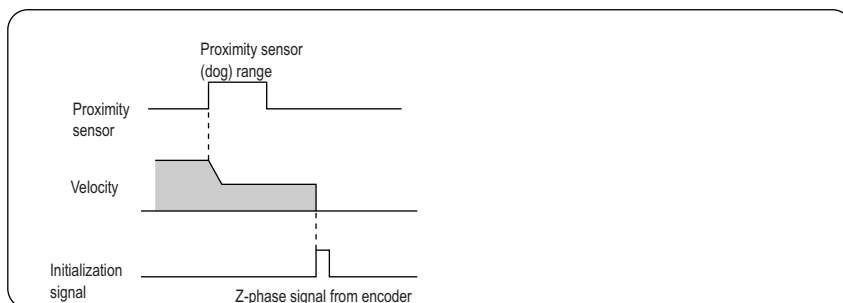 Proximity sensor
(dog) range
Proximity
sensor
Velocity
Initialization
signal
Z-phase signal from encoder